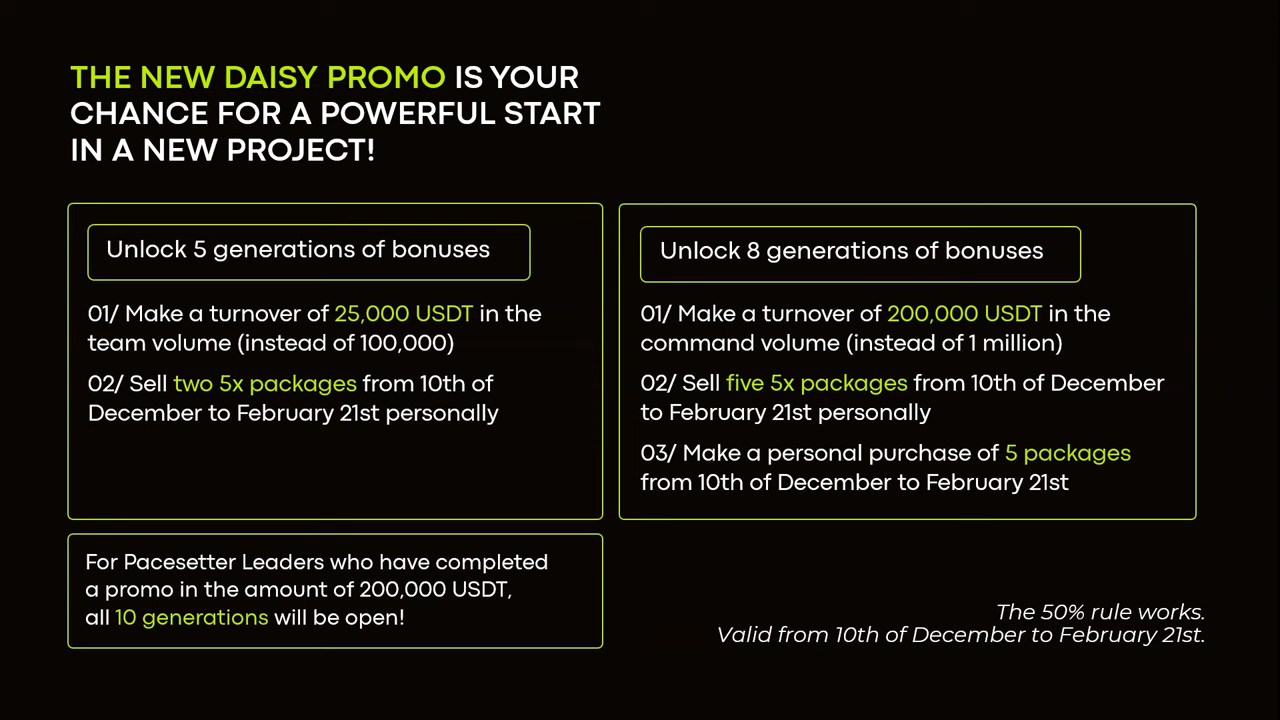 THE NEW DAISY PROMO IS YOUR
CHANCE FOR A POWERFUL START
IN A NEW PROJECT!
Unlock 5 generations of bonuses
01/ Make a turnover of 25,000 USDT in the
team volume (instead of 100,000)
02/ Sell two 5x packages from 10th of
December to February 21st personally
Unlock 8 generations of bonuses
01/ Make a turnover of 200,000 USDT in the
command volume (instead of 1 million)
02/ Sell five 5x packages from 10th of December
to February 21st personally
03/ Make a personal purchase of 5 packages
from 10th of December to February 21st
For Pacesetter Leaders who have completed
a promo in the amount of 200,000 USDT,
all 10 generations will be open!
The 50% rule works.
Valid from 10th of December to February 21st.